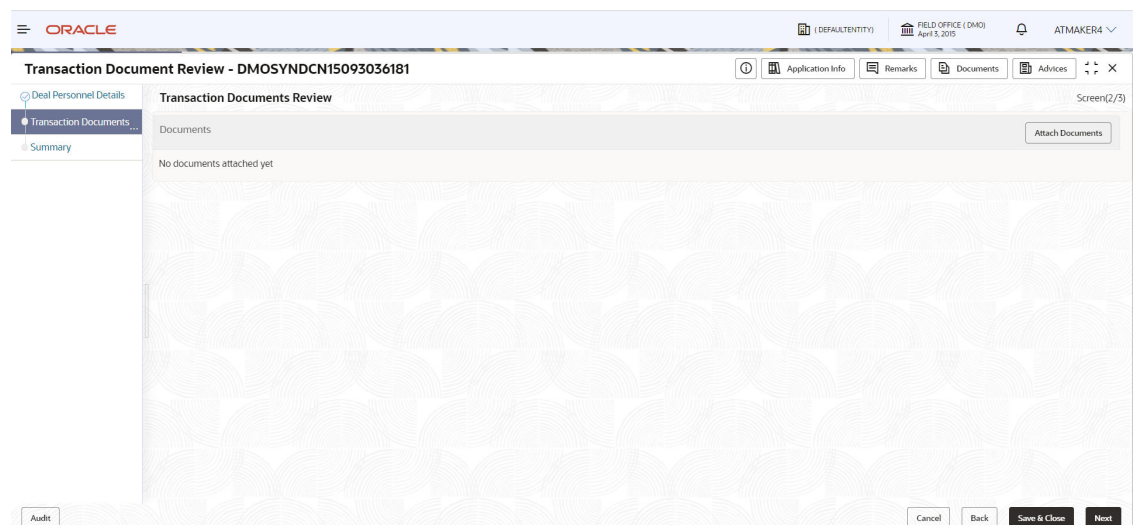 ORACLE
( DEFAULTENTITY)
FIELD OFFICE ( DMO)
April 3, 2015
ATMAKER4
Transaction Document Review - DMOSYNDCN15093036181
Application Info
Remarks
Documents
Advices
Deal Personnel Details
Transaction Documents ...
Summary
Transaction Documents Review
Screen(2/3)
Documents
Attach Documents
No documents attached yet
Audit
Cancel
Back
Save & Close
Next